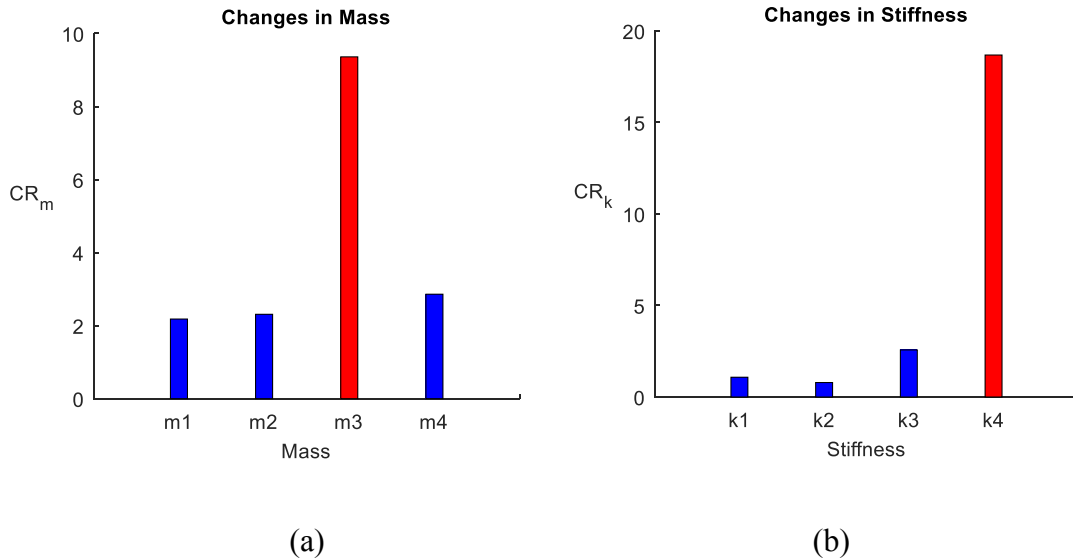 Changes in Mass
10
8
6
4
2
0
CRm
m1 m2 m3 m4
Mass
(a)
Changes in Stiffness
20
15
10
5
0
CRk
k1 k2 k3 k4
Stiffness
(b)